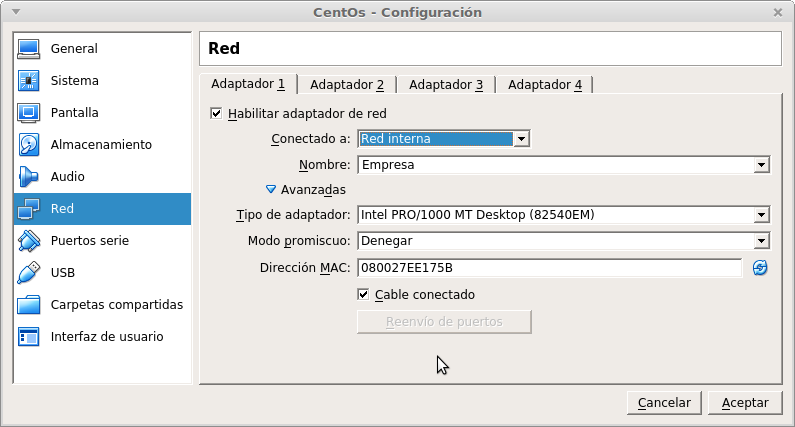 CentOs - Configuración
General
Sistema
Pantalla
Almacenamiento
Audio
Red
Puertos serie
USB
Carpetas compartidas
Interfaz de usuario
Red
Adaptador 1 Adaptador 2 Adaptador 3 Adaptador 4
Habilitar adaptador de red
Conectado a: Red interna
Nombre: Empresa
Avanzadas
Tipo de adaptador: Intel PRO/1000 MT Desktop (82540EM)
Modo promiscuo: Denegar
Dirección MAC: 080027EE175B
Cable conectado
Reenvío de puertos
Cancelar Aceptar